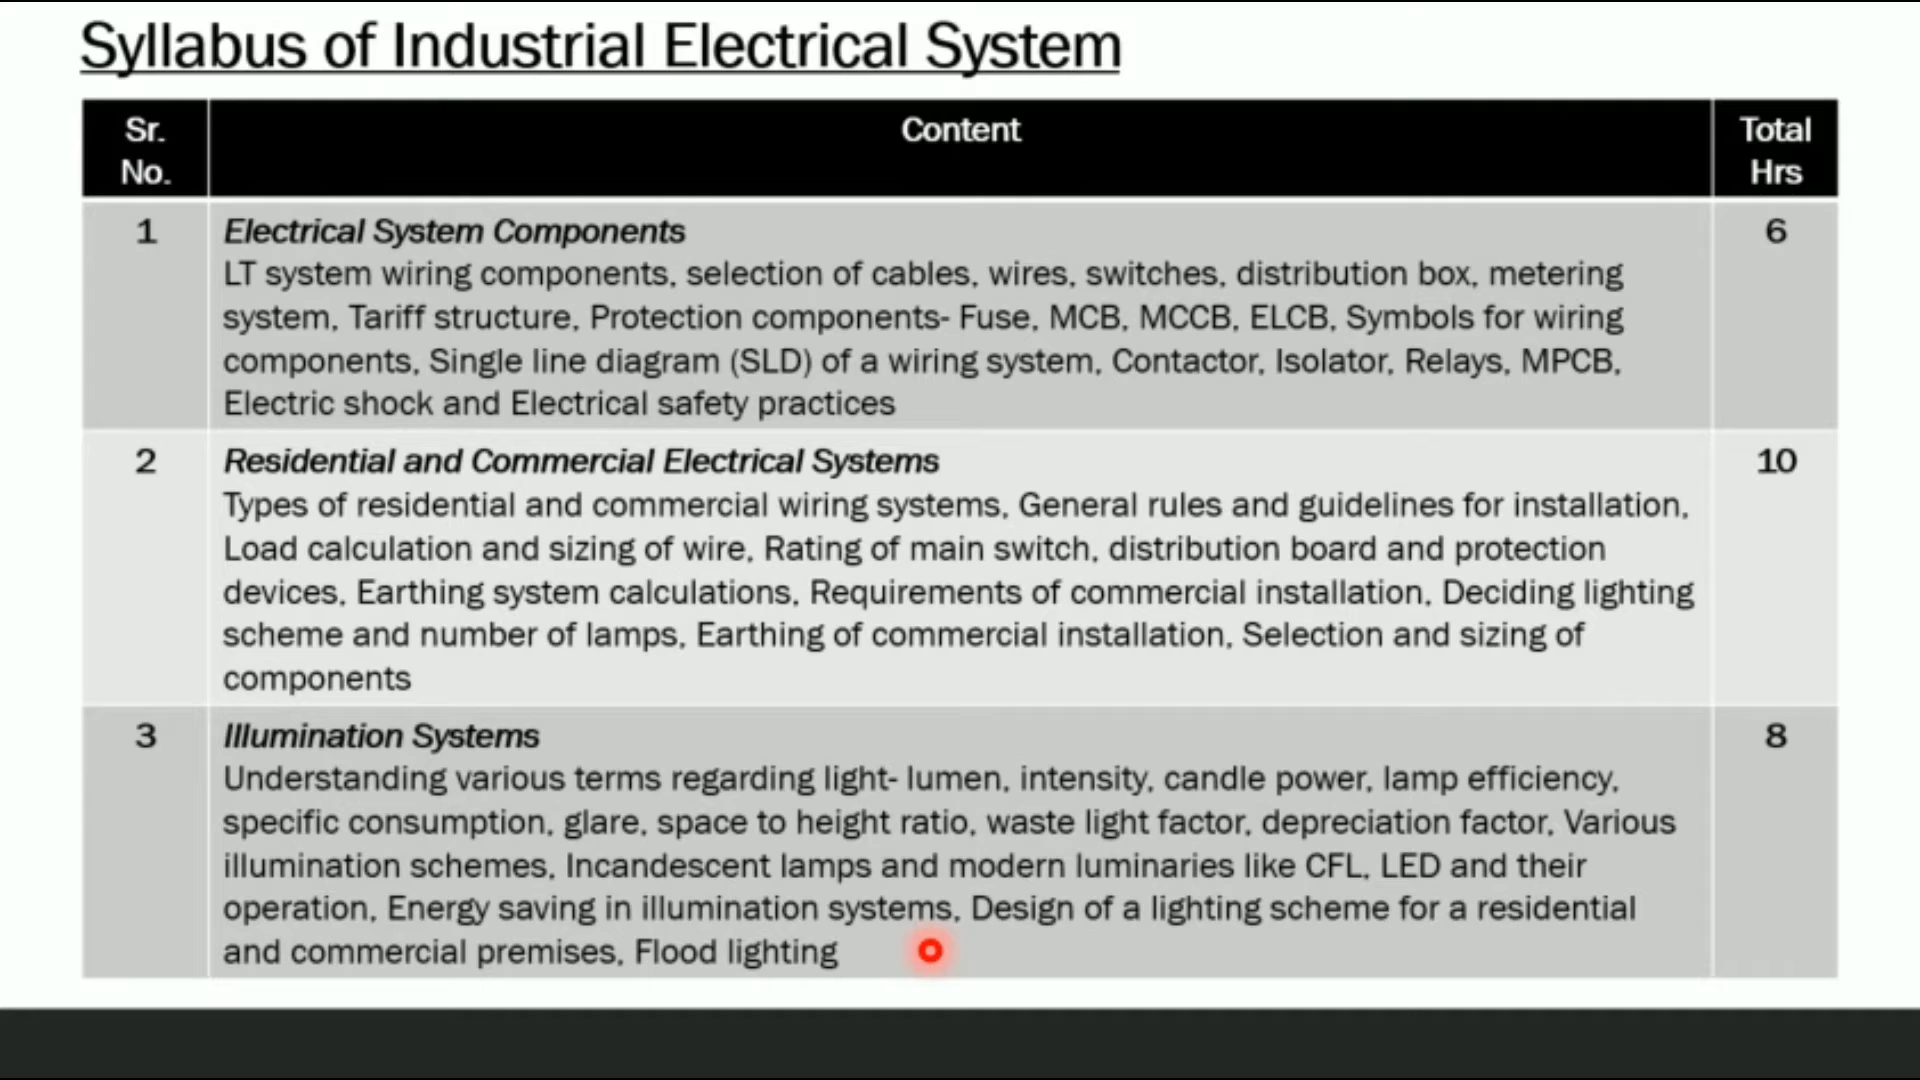 Syllabus of Industrial Electrical System
Sr. No.
Content
Total Hrs
1
Electrical System Components
6
LT system wiring components, selection of cables, wires, switches, distribution box, metering
system, Tariff structure, Protection components- Fuse, MCB, MCCB, ELCB, Symbols for wiring
components, Single line diagram (SLD) of a wiring system, Contactor, Isolator, Relays, MPCB,
Electric shock and Electrical safety practices
2
Residential and Commercial Electrical Systems
10
Types of residential and commercial wiring systems, General rules and guidelines for installation,
Load calculation and sizing of wire, Rating of main switch, distribution board and protection
devices, Earthing system calculations, Requirements of commercial installation, Deciding lighting
scheme and number of lamps, Earthing of commercial installation, Selection and sizing of
components
3
Illumination Systems
8
Understanding various terms regarding light- lumen, intensity, candle power, lamp efficiency,
specific consumption, glare, space to height ratio, waste light factor, depreciation factor, Various
illumination schemes, Incandescent lamps and modern luminaries like CFL, LED and their
operation, Energy saving in illumination systems, Design of a lighting scheme for a residential
and commercial premises, Flood lighting